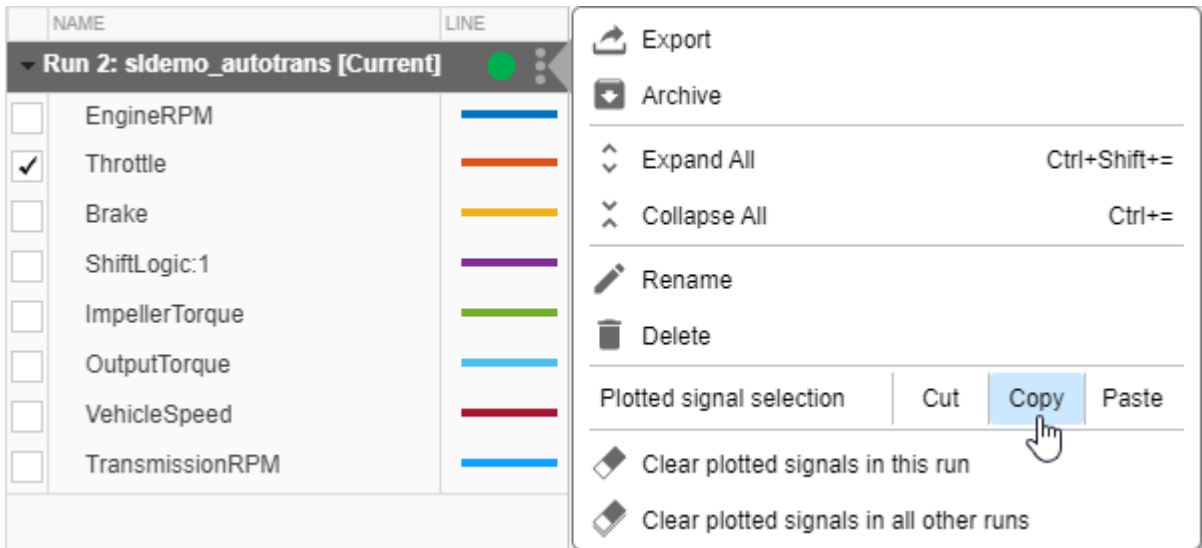 NAME LINE
Run 2: sldemo_autotrans [Current]
EngineRPM
Throttle
Brake
ShiftLogic:1
ImpellerTorque
OutputTorque
VehicleSpeed
TransmissionRPM
Export
Archive
Expand All Ctrl+Shift+=
Collapse All Ctrl+=
Rename
Delete
Plotted signal selection Cut Copy Paste
Clear plotted signals in this run
Clear plotted signals in all other runs